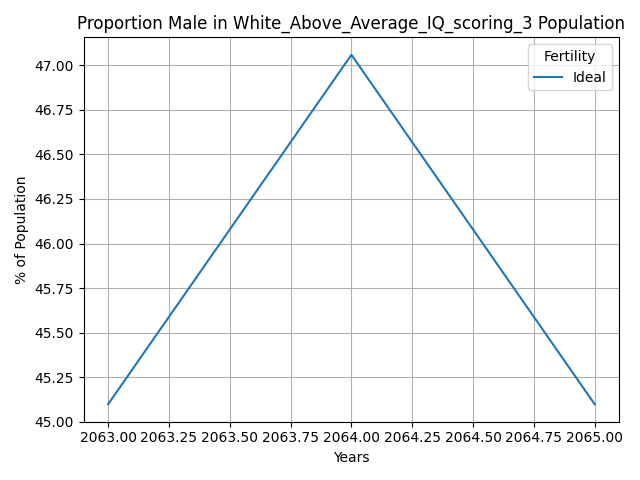 Proportion Male in White_Above_Average_IQ_scoring_3 Population
Fertility
Ideal
% of Population
47.00
46.75
46.50
46.25
46.00
45.75
45.50
45.25
45.00
2063.00 2063.25 2063.50 2063.75 2064.00 2064.25 2064.50 2064.75 2065.00
Years